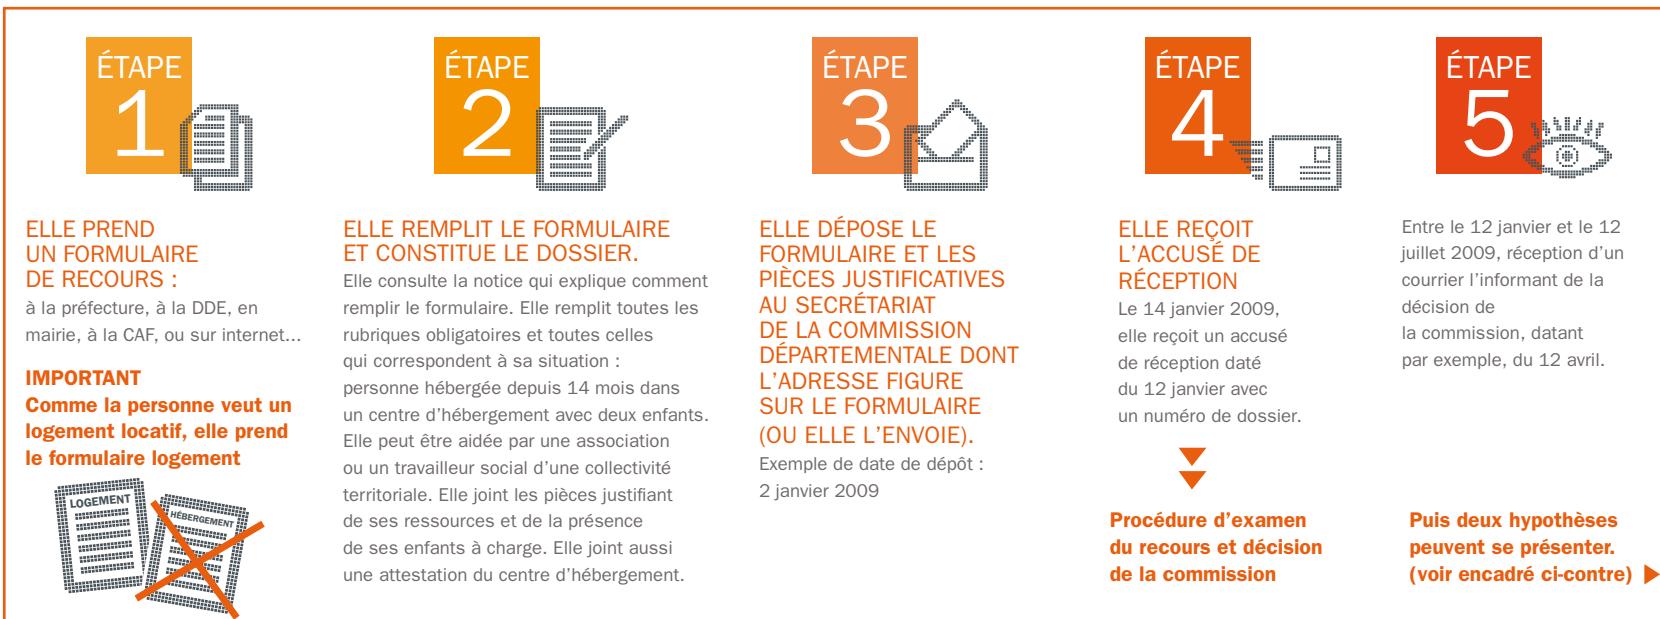 ÉTAPE
1
ELLE PREND
UN FORMULAIRE
DE RECOURS :
à la préfecture, à la DDE, en
mairie, à la CAF, ou sur internet...
IMPORTANT
Comme la personne veut un
logement locatif, elle prend
le formulaire logement
LOGEMENT
HÉBERGEMENT
ÉTAPE
2
ELLE REMPLIT LE FORMULAIRE
ET CONSTITUE LE DOSSIER.
Elle consulte la notice qui explique comment
remplir le formulaire. Elle remplit toutes les
rubriques obligatoires et toutes celles
qui correspondent à sa situation :
personne hébergée depuis 14 mois dans
un centre d’hébergement avec deux enfants.
Elle peut être aidée par une association
ou un travailleur social d’une collectivité
territoriale. Elle joint les pièces justifiant
de ses ressources et de la présence
de ses enfants à charge. Elle joint aussi
une attestation du centre d’hébergement.
ÉTAPE
3
ELLE DÉPOSE LE
FORMULAIRE ET LES
PIÈCES JUSTIFICATIVES
AU SECRÉTARIAT
DE LA COMMISSION
DÉPARTEMENTALE DONT
L’ADRESSE FIGURE
SUR LE FORMULAIRE
(OU ELLE L’ENVOIE).
Exemple de date de dépôt :
2 janvier 2009
ÉTAPE
4
ELLE REÇOIT
L’ACCUSÉ DE
RÉCEPTION
Le 14 janvier 2009,
elle reçoit un accusé
de réception daté
du 12 janvier avec
un numéro de dossier.
Procédure d’examen
du recours et décision
de la commission
ÉTAPE
5
Entre le 12 janvier et le 12
juillet 2009, réception d’un
courrier l’informant de la
décision de
la commission, datant
par exemple, du 12 avril.
Puis deux hypothèses
peuvent se présenter.
(voir encadré ci-contre)